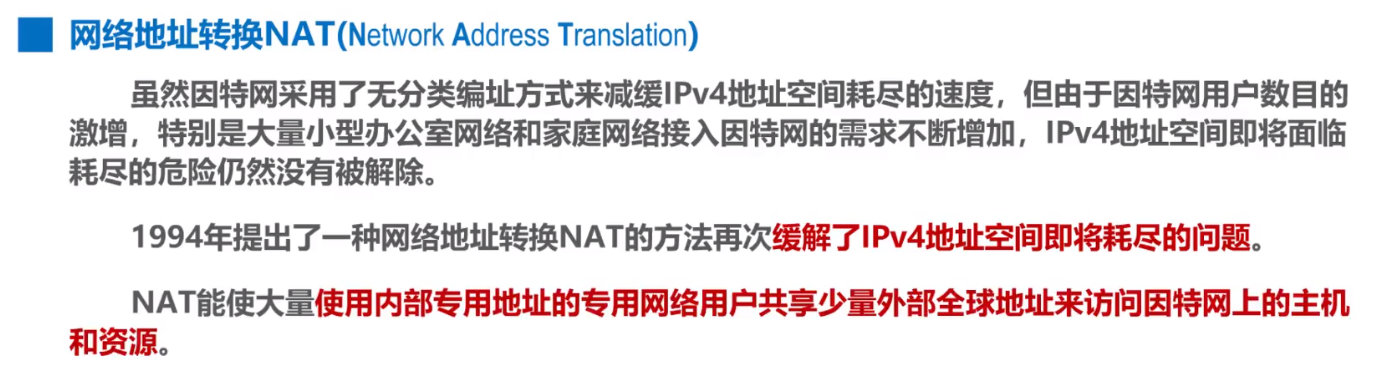 网络地址转换NAT(Network Address Translation)
虽然因特网采用了无分类编址方式来减缓IPv4地址空间耗尽的速度，但由于因特网用户数目的
激增，特别是大量小型办公室网络和家庭网络接入因特网的需求不断增加，IPv4地址空间即将面临
耗尽的危险仍然没有被解除。
1994年提出了一种网络地址转换NAT的方法再次缓解了IPv4地址空间即将耗尽的问题。
NAT能使大量使用内部专用地址的专用网络用户共享少量外部全球地址来访问因特网上的主机
和资源。